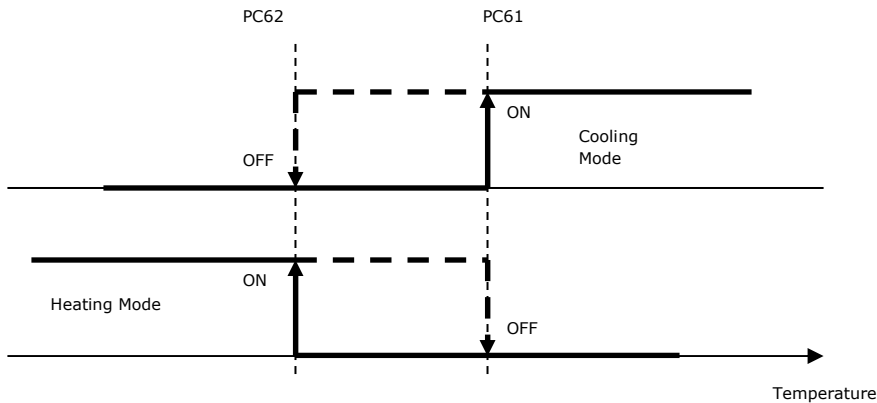 PC62
PC61
ON
Cooling
Mode
OFF
ON
Heating Mode
OFF
Temperature